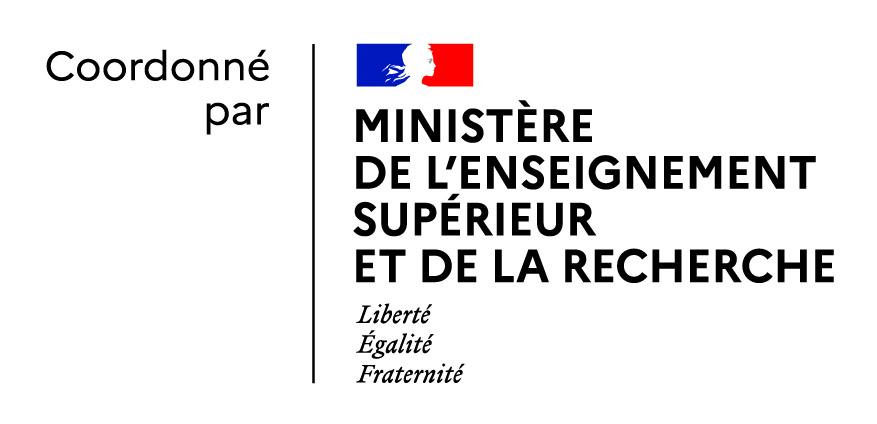 Coordonné
par
MINISTÈRE
DE L’ENSEIGNEMENT
SUPÉRIEUR
ET DE LA RECHERCHE
Liberté
Égalité
Fraternité